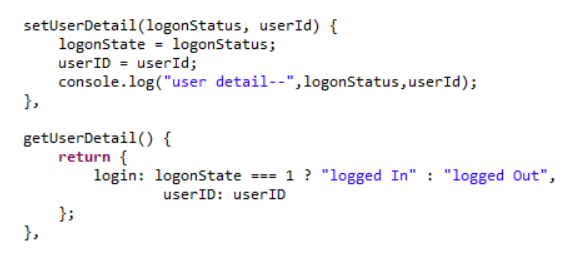 setUserDetail(logonStatus, userId) {
    logonState = logonStatus;
    userID = userId;
    console.log("user detail--",logonStatus,userId);
},
getUserDetail() {
    return {
        login: logonState === 1 ? "logged In" : "logged Out",
                userID: userID
    };
},